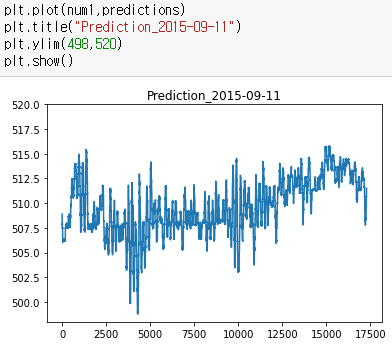 plt.plot(num1,predictions)
plt.title("Prediction_2015-09-11")
plt.ylim(498,520)
plt.show()
Prediction_2015-09-11
520.0
517.5
515.0
512.5
510.0
507.5
505.0
502.5
500.0
0 2500 5000 7500 10000 12500 15000 17500